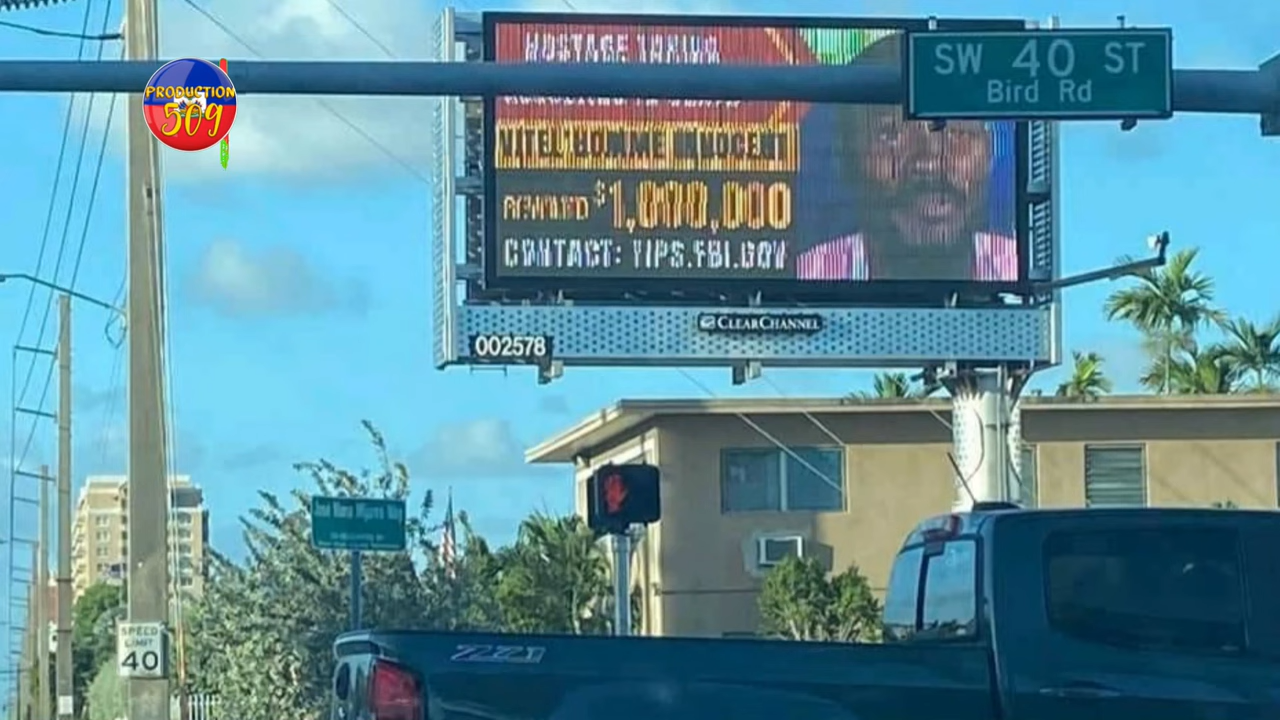 PRODUCTION
509
HOSTAGE TAKING
VITEL'HOMME INNOCENT
REWARD $1,000,000
CONTACT: TIPS.FBI.GOV
SW 40 ST
Bird Rd
CLEARCHANNEL
002578
SPEED
LIMIT
40